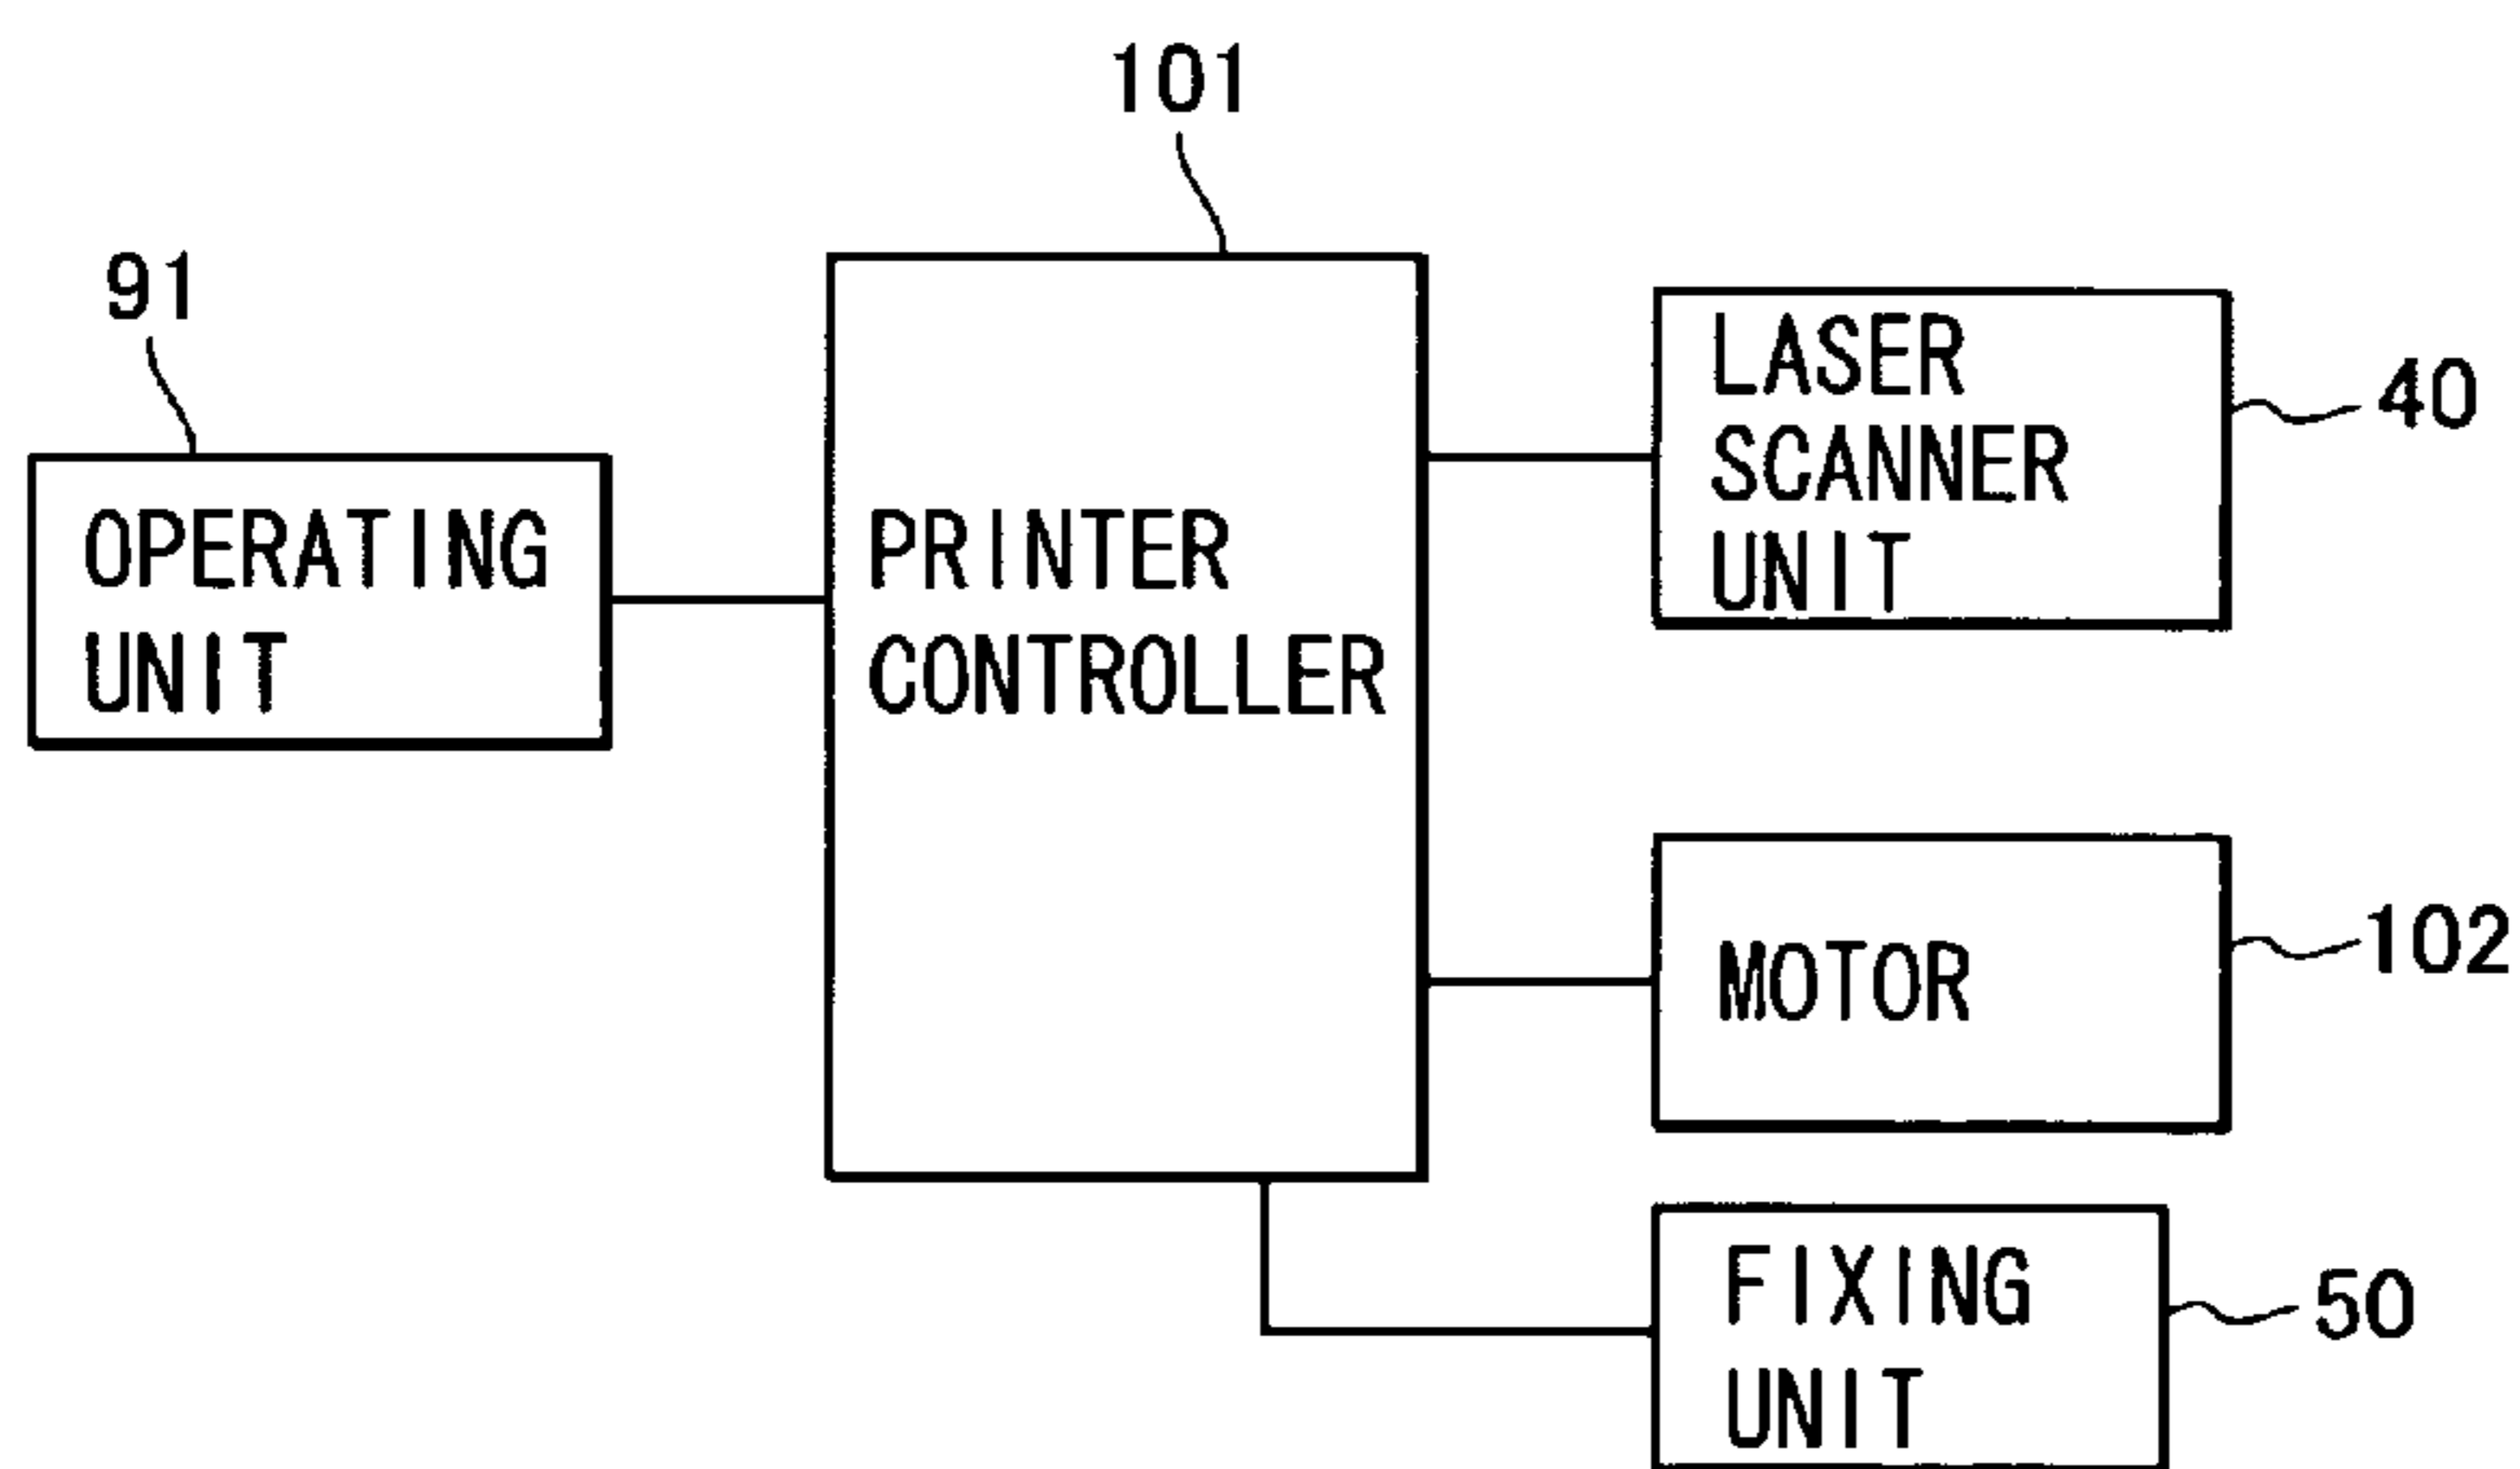 101
91
OPERATING
UNIT
PRINTER
CONTROLLER
LASER
SCANNER
UNIT
40
MOTOR
102
FIXING
UNIT
50